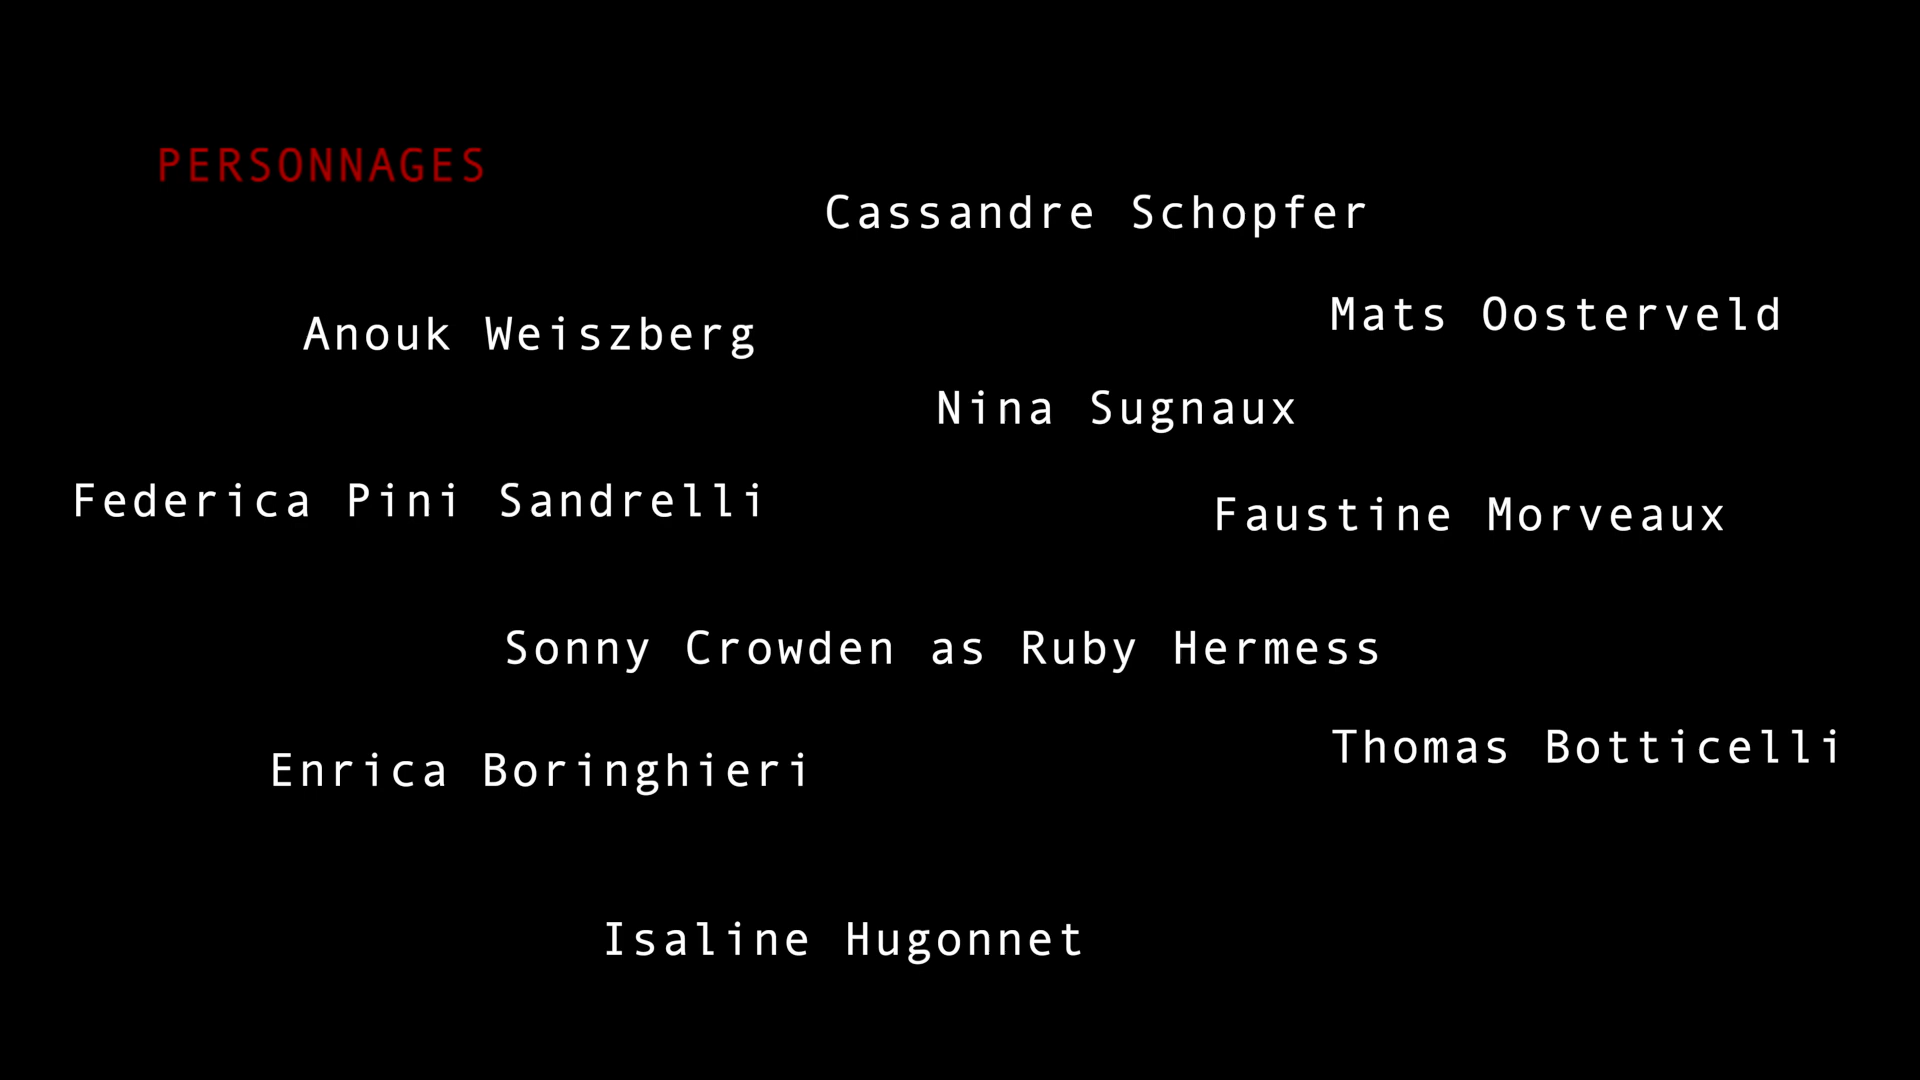 PERSONNAGES
Cassandre Schopfer
Mats Oosterveld
Anouk Weiszberg
Nina Sugnaux
Federica Pini Sandrelli
Faustine Morveaux
Sonny Crowden as Ruby Hermess
Thomas Botticelli
Enrica Boringhieri
Isaline Hugonnet